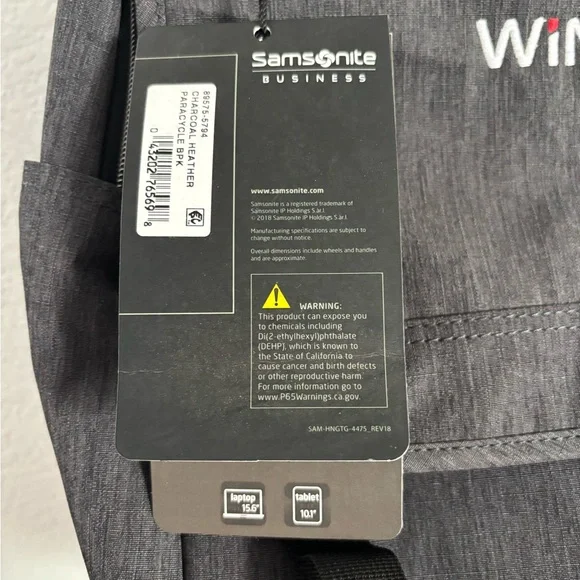 WiN
Samsonite
BUSINESS
89575-5794
CHARCOAL HEATHER
PARACYCLE BPK
0 43202 76569 8
www.samsonite.com
Samsonite is a registered trademark of
Samsonite IP Holdings S.ár.l
© 2018 Samsonite IP Holdings S.ár.l
Manufacturing specifications are subject to
change without notice.
Overall dimensions include wheels and handles
and are approximate.
WARNING:
This product can expose you
to chemicals including
Di(2-ethylhexyl)phthalate
(DEHP), which is known to
the State of California to
cause cancer and birth defects
or other reproductive harm.
For more information go to
www.P65Warnings.ca.gov.
SAM-HNGTG-4475_REV18
laptop
15.6"
tablet
10.1"